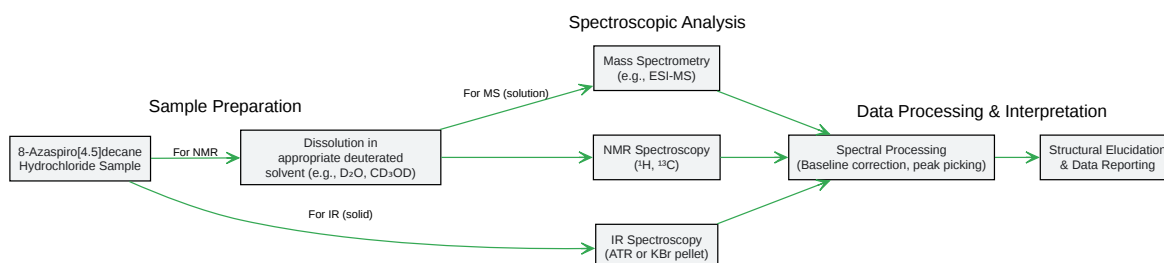 Spectroscopic Analysis
Mass Spectrometry
(e.g., ESI-MS)
For MS (solution)
Sample Preparation
Data Processing & Interpretation
8-Azaspiro[4.5]decane
Hydrochloride Sample
For NMR
Dissolution in
appropriate deuterated
solvent (e.g., D₂O, CD₃OD)
NMR Spectroscopy
(¹H, ¹³C)
Spectral Processing
(Baseline correction, peak picking)
Structural Elucidation
& Data Reporting
For IR (solid)
IR Spectroscopy
(ATR or KBr pellet)